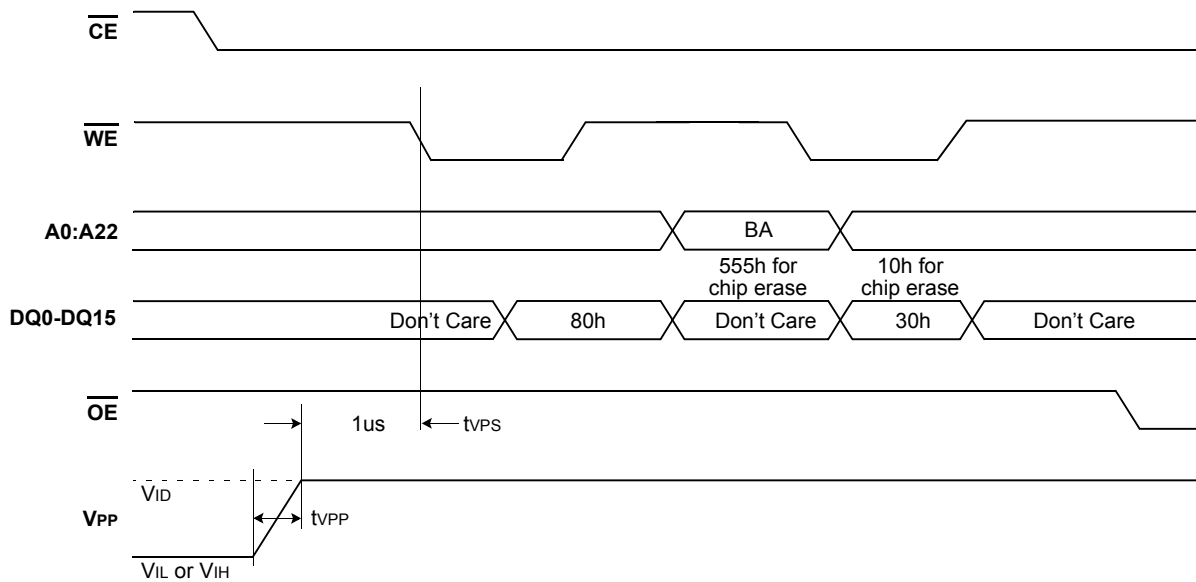 CE
WE
A0:A22
BA
555h for
chip erase
10h for
chip erase
DQ0-DQ15
Don't Care
80h
Don't Care
30h
Don't Care
OE
1us
tVPS
VID
VPP
tVPP
VIL or VIH